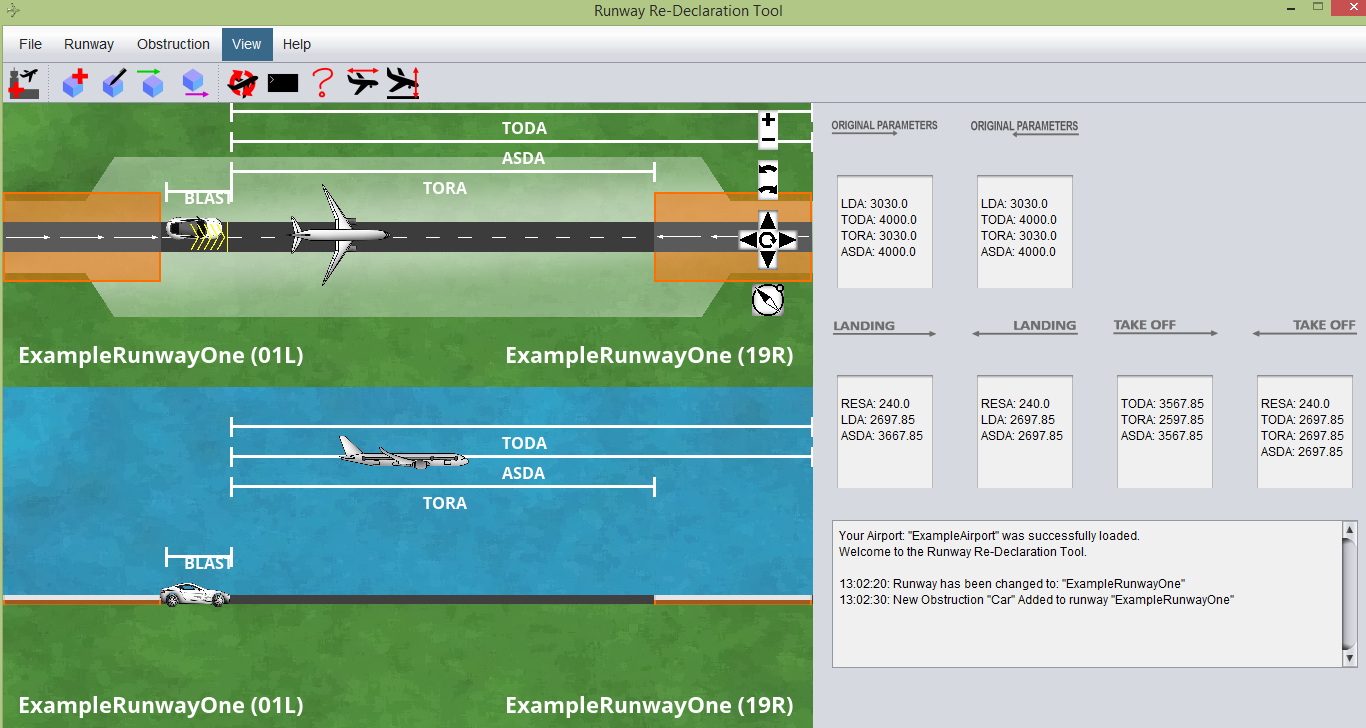 Runway Re-Declaration Tool
File Runway Obstruction View Help
TODA
ASDA
TORA
BLAST
ExampleRunwayOne (01L) ExampleRunwayOne (19R)
TODA
ASDA
TORA
BLAST
ExampleRunwayOne (01L) ExampleRunwayOne (19R)
ORIGINAL PARAMETERS ORIGINAL PARAMETERS
LDA: 3030.0 LDA: 3030.0
TODA: 4000.0 TODA: 4000.0
TORA: 3030.0 TORA: 3030.0
ASDA: 4000.0 ASDA: 4000.0
LANDING LANDING TAKE OFF TAKE OFF
RESA: 240.0 RESA: 240.0 TODA: 3567.85 RESA: 240.0
LDA: 2697.85 LDA: 2697.85 TORA: 2597.85 TODA: 2697.85
ASDA: 3667.85 ASDA: 2697.85 ASDA: 3567.85 TORA: 2697.85
ASDA: 2697.85
Your Airport: "ExampleAirport" was successfully loaded.
Welcome to the Runway Re-Declaration Tool.
13:02:20: Runway has been changed to: "ExampleRunwayOne"
13:02:30: New Obstruction "Car" Added to runway "ExampleRunwayOne"